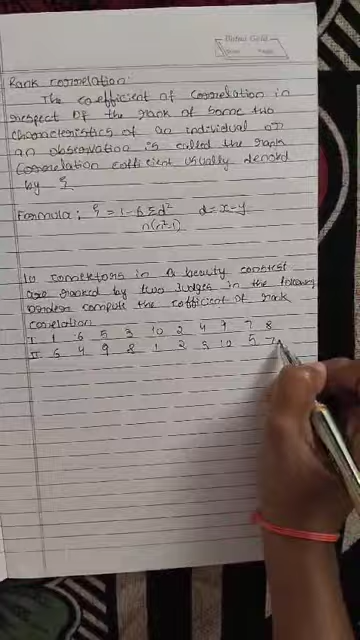 Rank correlation:
The coefficient of correlation in
respect of the rank of some two
characteristics of an individual or
an observation is called the rank
correlation coefficient usually denoted
by ξ
Formula: ξ = 1-6Σd² d=x-y
n(n²-1)
10 competitors in a beauty contest
are ranked by two Judges in the following
compute the coefficient of rank
corelation
I 1 6 5 3 10 2 4 9 7 8
II 6 4 9 8 1 2 10 5 7